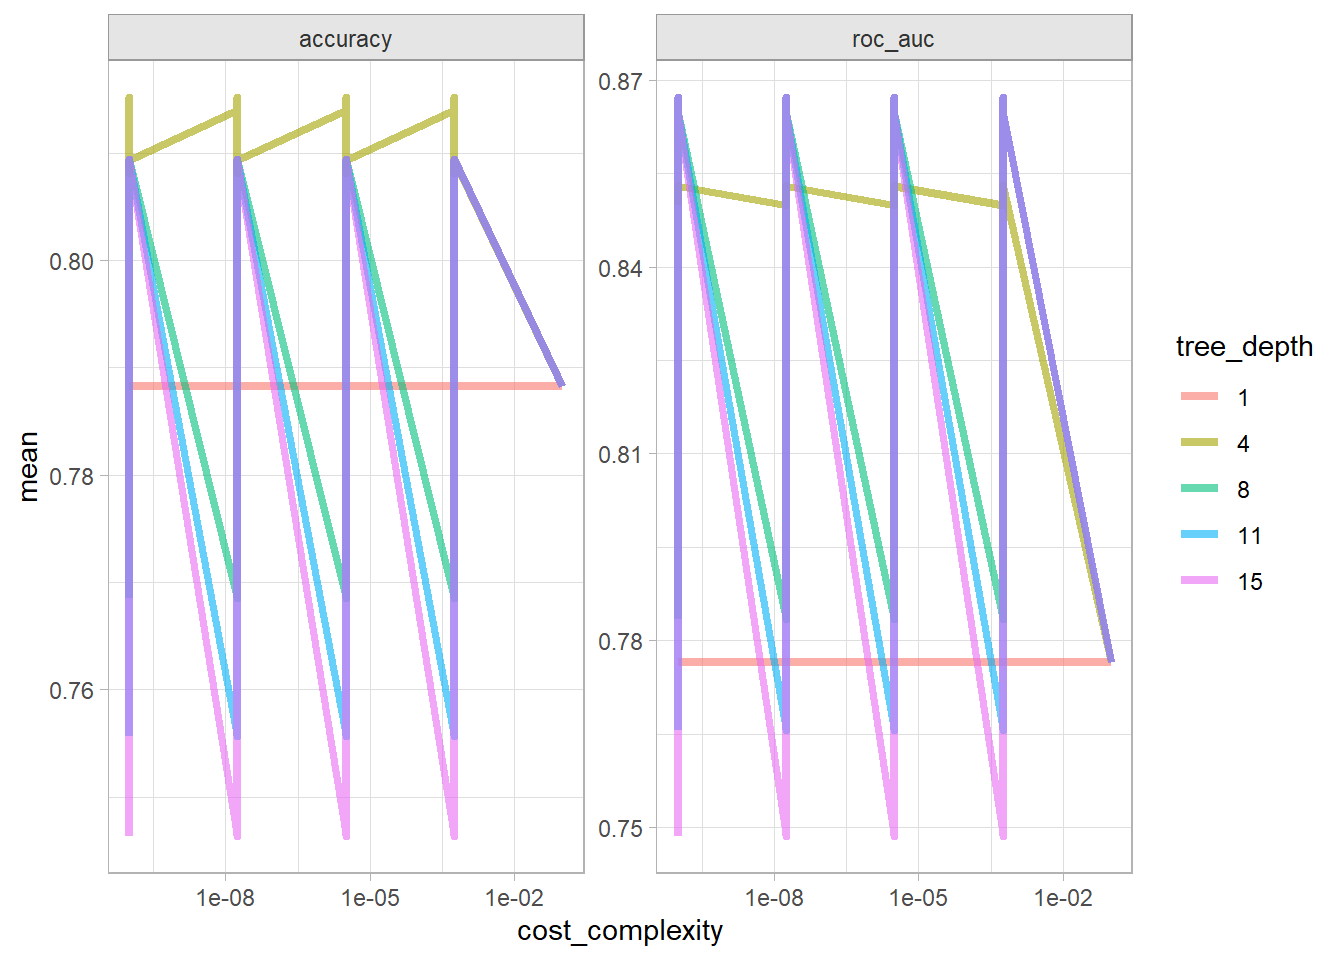 accuracy
roc_auc
mean
0.80
0.78
0.76
0.87
0.84
0.81
0.78
0.75
1e-08
1e-05
1e-02
1e-08
1e-05
1e-02
cost_complexity
tree_depth
1
4
8
11
15